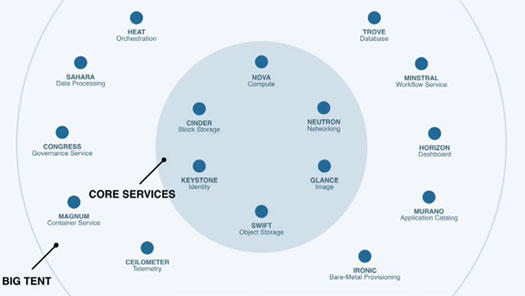 HEAT
Orchestration
TROVE
Database
SAHARA
Data Processing
NOVA
Compute
MINSTRAL
Workflow Service
CINDER
Block Storage
NEUTRON
Networking
CONGRESS
Governance Service
HORIZON
Dashboard
KEYSTONE
Identity
GLANCE
Image
CORE SERVICES
MAGNUM
Container Service
MURANO
Application Catalog
SWIFT
Object Storage
CEILOMETER
Telemetry
IRONIC
Bare-Metal Provisioning
BIG TENT